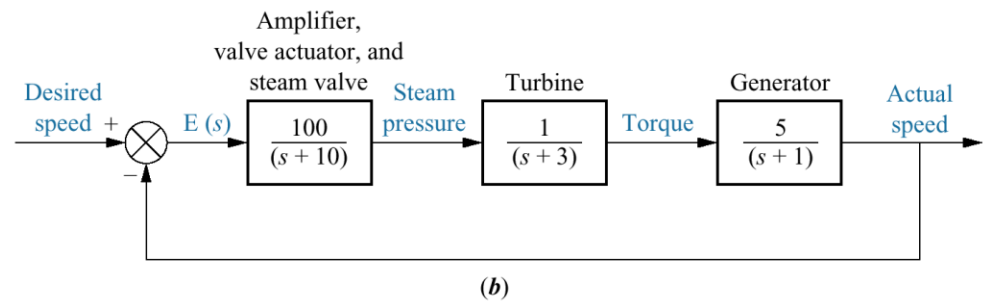 Amplifier,
valve actuator, and
steam valve
Desired
speed
+
−
E (s)
100
(s + 10)
Steam
pressure
Turbine
1
(s + 3)
Torque
Generator
5
(s + 1)
Actual
speed
(b)